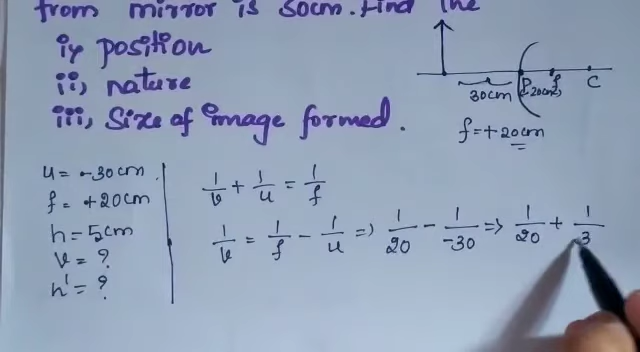 from mirror is 30cm. Find the
i, position
ii, nature
iii, Size of image formed.
P f C
30cm (20cm)
f=+20cm
u = -30cm
f = +20cm
h = 5cm
v = ?
h' = ?
1/v + 1/u = 1/f
1/v = 1/f - 1/u => 1/20 - 1/-30 => 1/20 + 1/3